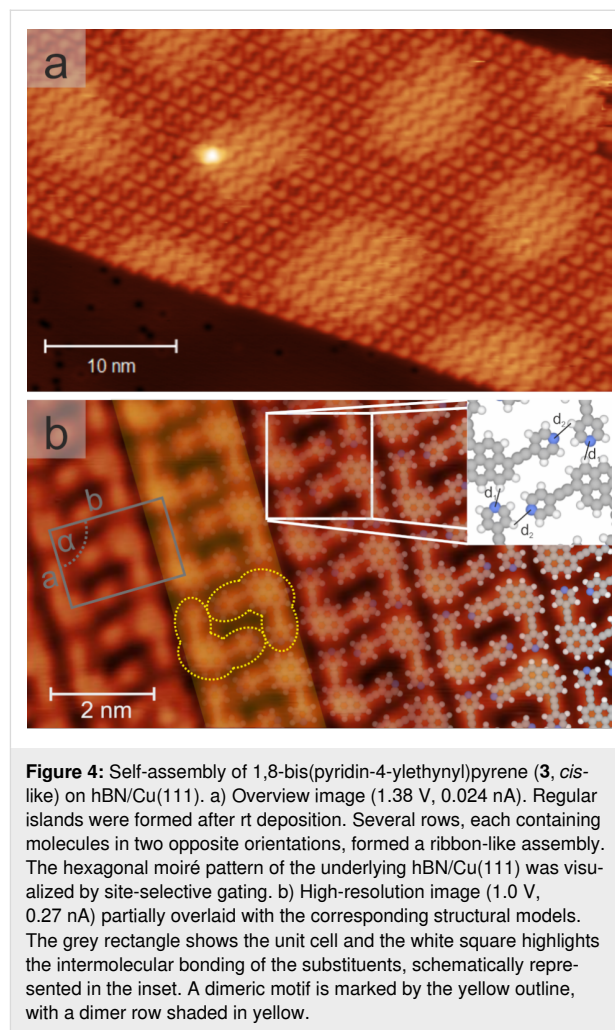 a
10 nm
b
b
α
a
2 nm
d₂
d₁
d₁
d₂
Figure 4: Self-assembly of 1,8-bis(pyridin-4-ylethynyl)pyrene (3, cis-
like) on hBN/Cu(111). a) Overview image (1.38 V, 0.024 nA). Regular
islands were formed after rt deposition. Several rows, each containing
molecules in two opposite orientations, formed a ribbon-like assembly.
The hexagonal moiré pattern of the underlying hBN/Cu(111) was visu-
alized by site-selective gating. b) High-resolution image (1.0 V,
0.27 nA) partially overlaid with the corresponding structural models.
The grey rectangle shows the unit cell and the white square highlights
the intermolecular bonding of the substituents, schematically repre-
sented in the inset. A dimeric motif is marked by the yellow outline,
with a dimer row shaded in yellow.